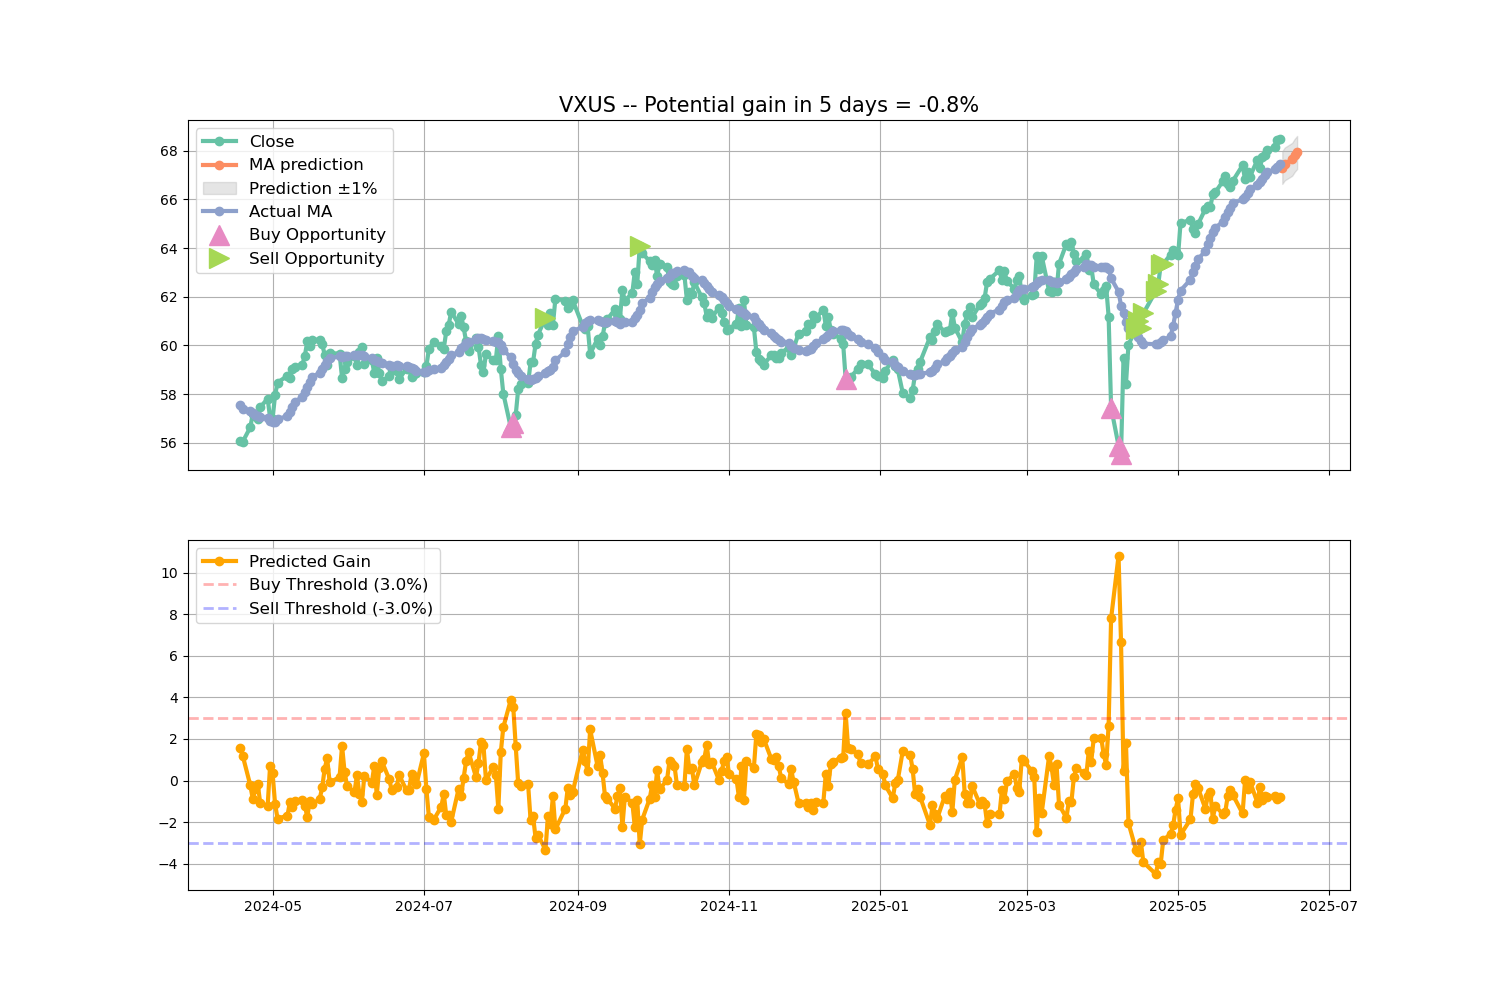 VXUS -- Potential gain in 5 days = -0.8%
Close
MA prediction
Prediction ±1%
Actual MA
Buy Opportunity
Sell Opportunity
68
66
64
62
60
58
56
Predicted Gain
Buy Threshold (3.0%)
Sell Threshold (-3.0%)
10
8
6
4
2
0
−2
−4
2024-05 2024-07 2024-09 2024-11 2025-01 2025-03 2025-05 2025-07